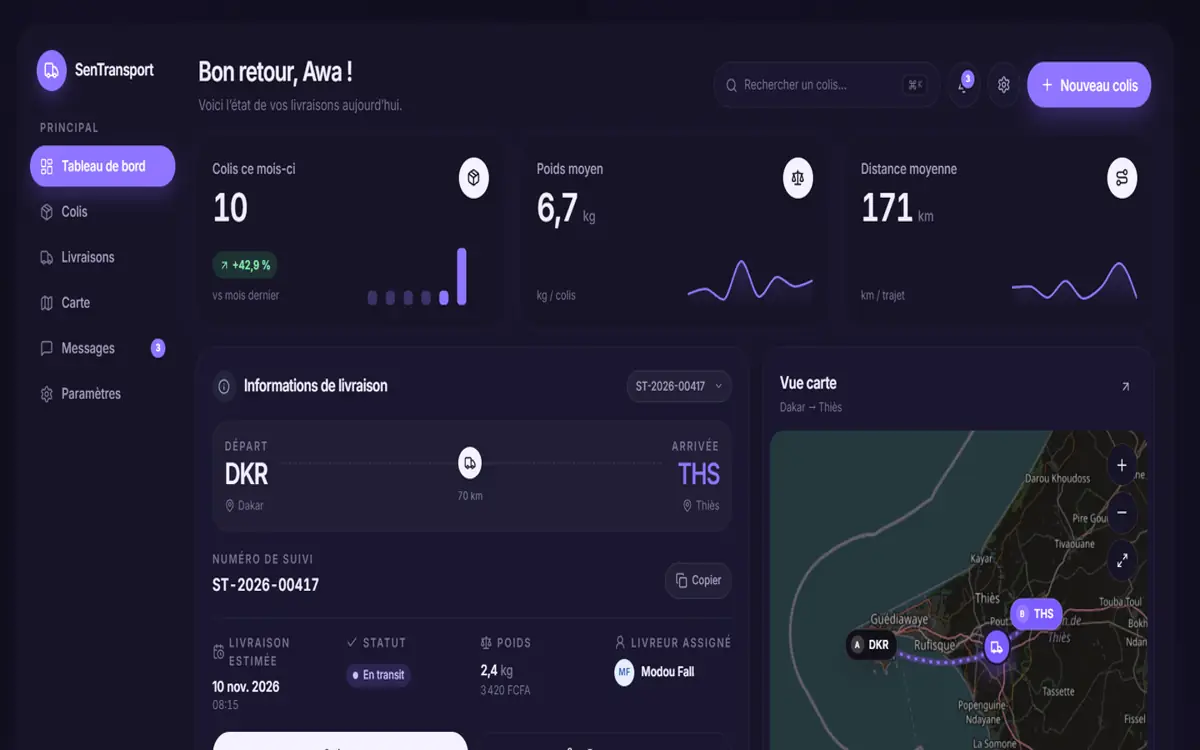 SenTransport
Bon retour, Awa !
Voici l'état de vos livraisons aujourd'hui.
Rechercher un colis...
3
+ Nouveau colis
PRINCIPAL
Tableau de bord
Colis
Livraisons
Carte
Messages 3
Paramètres
Colis ce mois-ci
10
+42,9 %
vs mois dernier
Poids moyen
6,7 kg
kg / colis
Distance moyenne
171 km
km / trajet
Informations de livraison
ST-2026-00417
DÉPART
DKR
Dakar
70 km
ARRIVÉE
THS
Thiès
NUMÉRO DE SUIVI
ST-2026-00417
Copier
LIVRAISON
ESTIMÉE
10 nov. 2026
08:15
STATUT
En transit
POIDS
2,4 kg
3 420 FCFA
LIVREUR ASSIGNÉ
MF Modou Fall
Vue carte
Dakar → Thiès
Darou Khoudoss
Tivaouane
Kayar
Thiès
Touba Toul
B THS
Thiès
Guédiawaye
A DKR
Rufisque
Tassette
Popenguine
Ndayane
La Somone